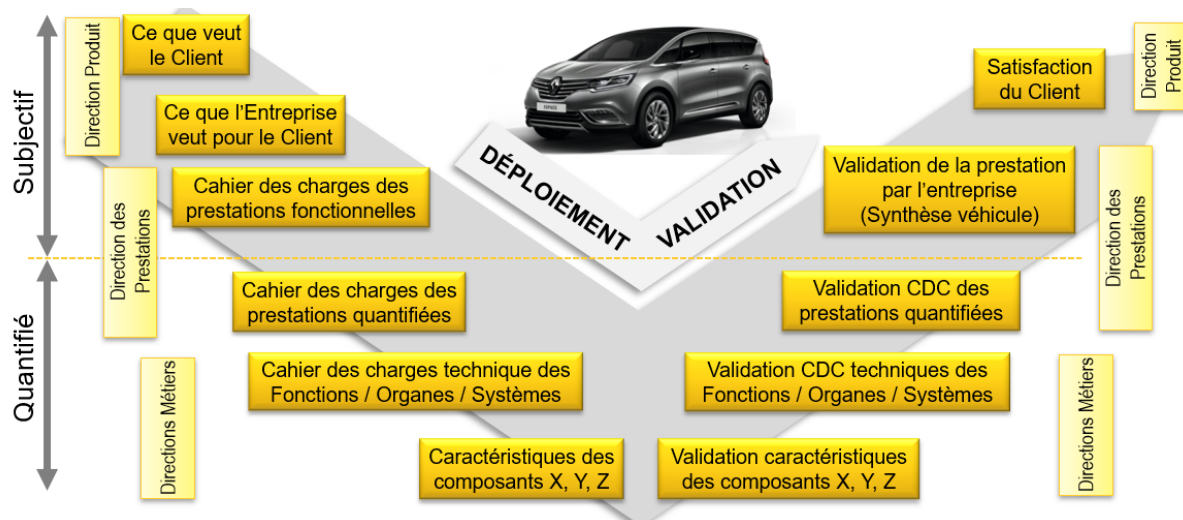 Subjectif
Quantifié
Direction Produit
Direction des
Prestations
Directions Métiers
Ce que veut
le Client
Ce que l'Entreprise
veut pour le Client
Cahier des charges des
prestations fonctionnelles
Cahier des charges des
prestations quantifiées
Cahier des charges technique des
Fonctions / Organes / Systèmes
Caractéristiques des
composants X, Y, Z
DÉPLOIEMENT
VALIDATION
ESPACE
Satisfaction
du Client
Validation de la prestation
par l'entreprise
(Synthèse véhicule)
Validation CDC des
prestations quantifiées
Validation CDC techniques des
Fonctions / Organes / Systèmes
Validation caractéristiques
des composants X, Y, Z
Direction
Produit
Direction des
Prestations
Directions Métiers